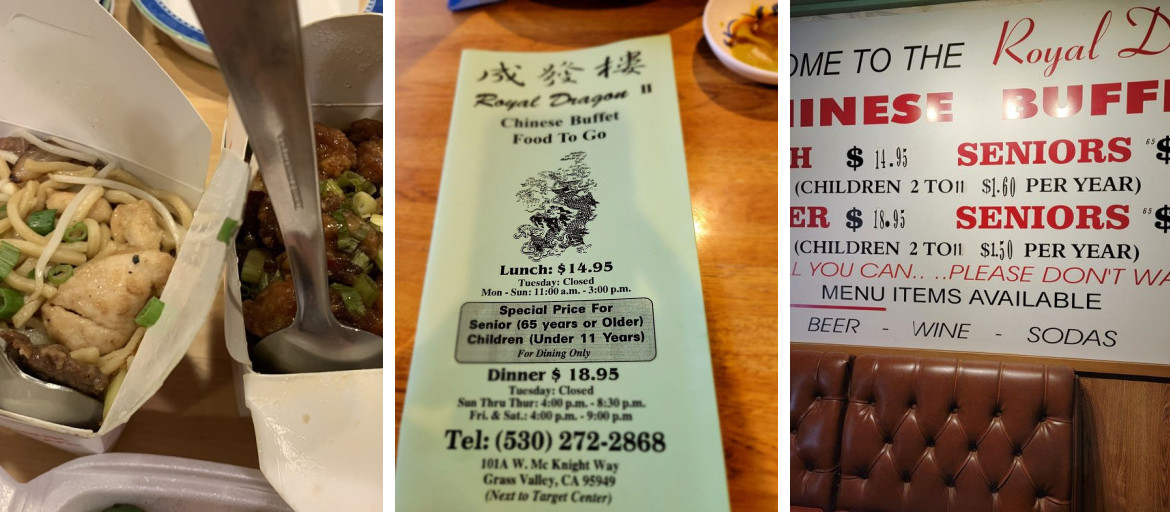 成發樓
Royal Dragon II
Chinese Buffet
Food To Go
Lunch: $14.95
Tuesday: Closed
Mon - Sun: 11:00 a.m. - 3:00 p.m.
Special Price For
Senior (65 years or Older)
Children (Under 11 Years)
For Dining Only
Dinner $ 18.95
Tuesday: Closed
Sun Thru Thur: 4:00 p.m. - 8:30 p.m.
Fri. & Sat.: 4:00 p.m. - 9:00 p.m
Tel: (530) 272-2868
101A W. Mc Knight Way
Grass Valley, CA 95949
(Next to Target Center)
OME TO THE Royal D
HINESE BUFF
H $ 14.95 SENIORS 65 $
(CHILDREN 2 TO 11 $1.60 PER YEAR)
ER $ 18.95 SENIORS 65 $
(CHILDREN 2 TO 11 $1.50 PER YEAR)
L YOU CAN.. ..PLEASE DON'T WA
MENU ITEMS AVAILABLE
BEER - WINE - SODAS